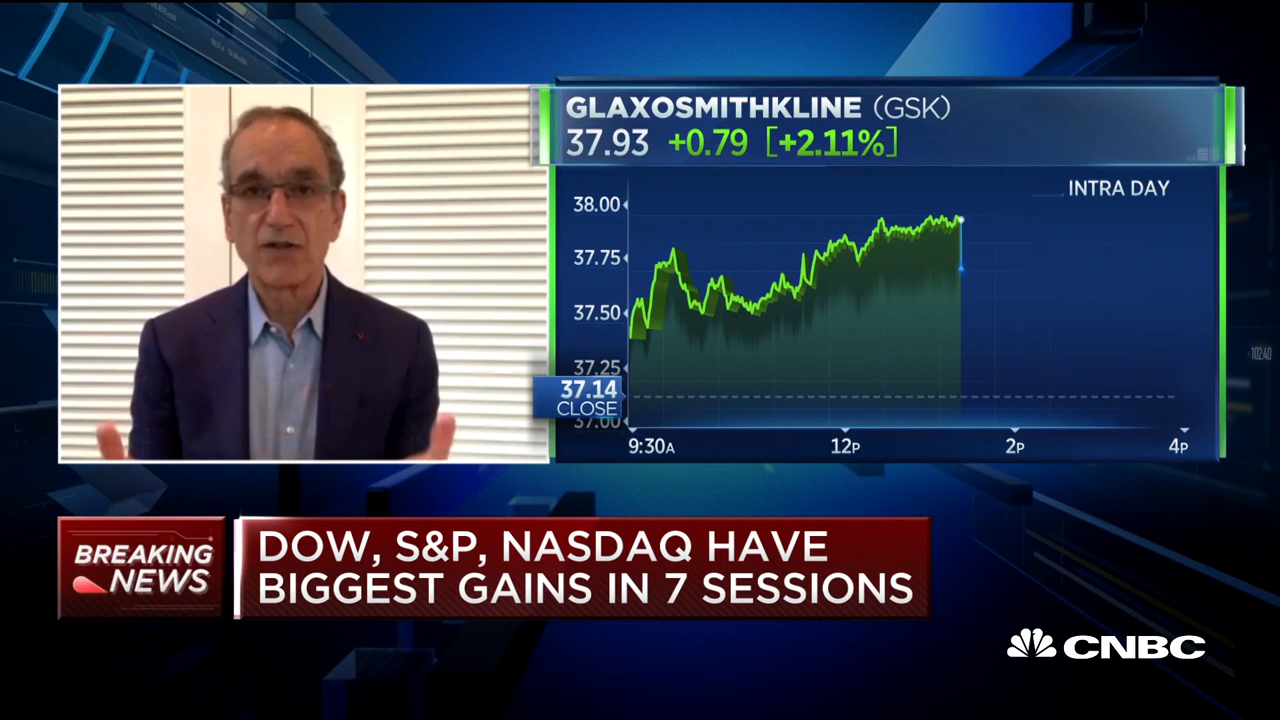 GLAXOSMITHKLINE (GSK)
37.93 +0.79 [+2.11%]
INTRA DAY
38.00
37.75
37.50
37.25
37.14
CLOSE
37.00
9:30A 12P 2P 4P
102.40
BREAKING
NEWS
DOW, S&P, NASDAQ HAVE
BIGGEST GAINS IN 7 SESSIONS
CNBC